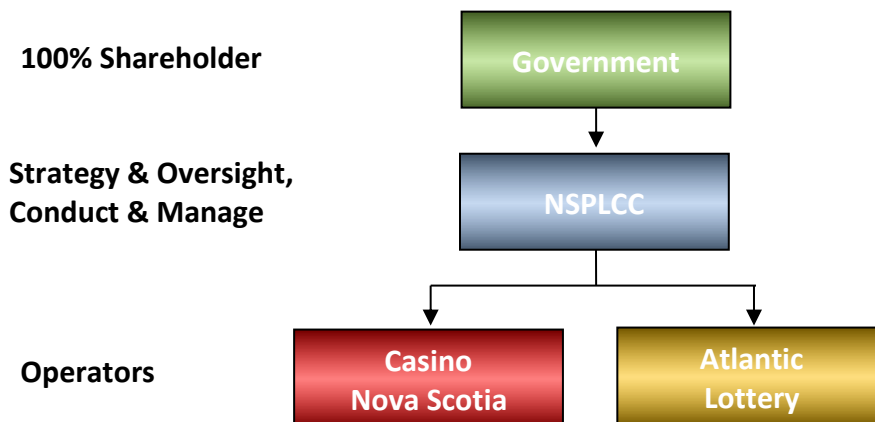 100% Shareholder
Government
Strategy & Oversight,
Conduct & Manage
NSPLCC
Operators
Casino
Nova Scotia
Atlantic
Lottery